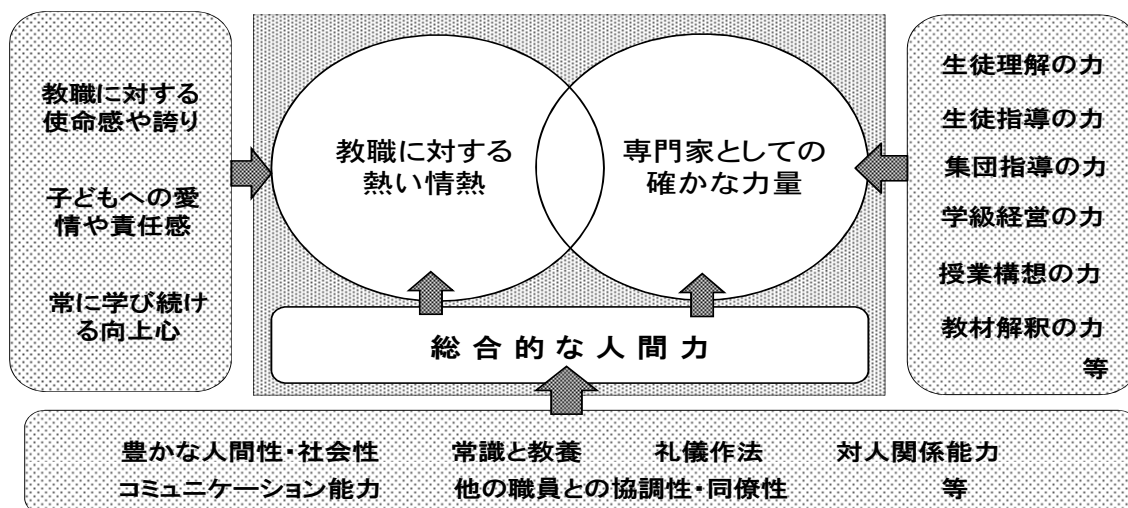 教職に対する
使命感や誇り
子どもへの愛
情や責任感
常に学び続け
る向上心
教職に対する
熱い情熱
専門家としての
確かな力量
総合的な人間力
生徒理解の力
生徒指導の力
集団指導の力
学級経営の力
授業構想の力
教材解釈の力
等
豊かな人間性・社会性 常識と教養 礼儀作法 対人関係能力
コミュニケーション能力 他の職員との協調性・同僚性 等